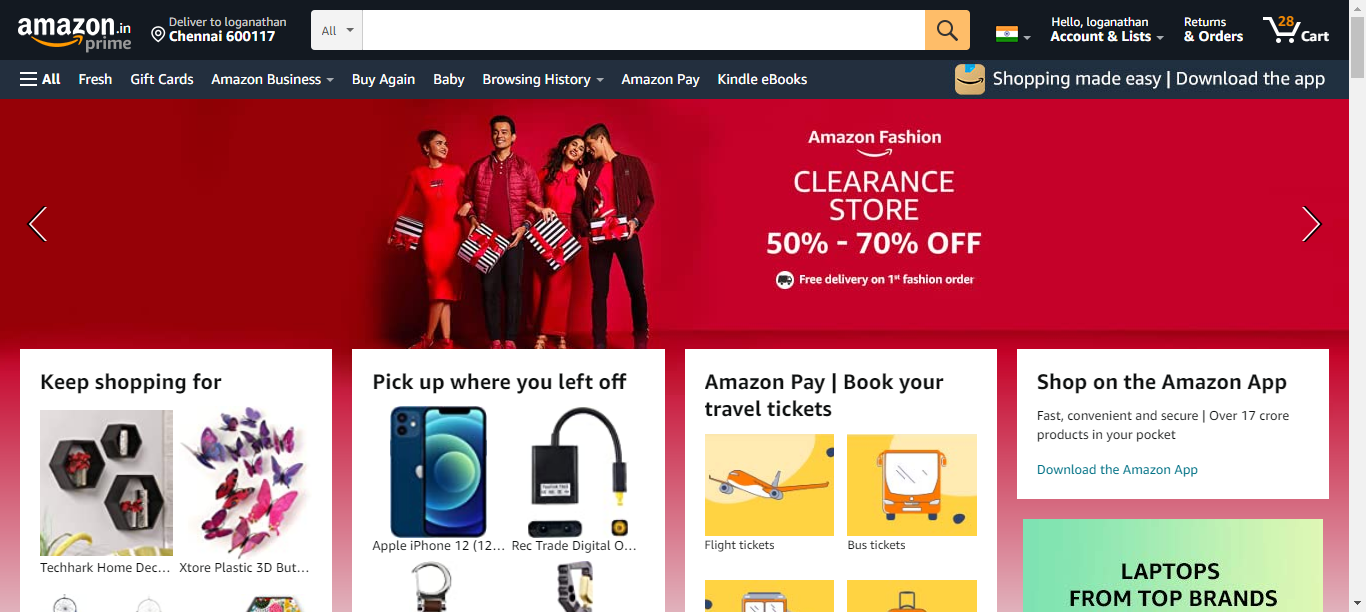 amazon.in
prime
Deliver to loganathan
Chennai 600117
All
Hello, loganathan
Account & Lists
Returns
& Orders
28
Cart
All
Fresh
Gift Cards
Amazon Business
Buy Again
Baby
Browsing History
Amazon Pay
Kindle eBooks
Shopping made easy | Download the app
Amazon Fashion
CLEARANCE
STORE
50% - 70% OFF
Free delivery on 1st fashion order
Keep shopping for
Techhark Home Dec...
Xtore Plastic 3D But...
Pick up where you left off
Apple iPhone 12 (12...
Rec Trade Digital O...
Amazon Pay | Book your
travel tickets
Flight tickets
Bus tickets
Shop on the Amazon App
Fast, convenient and secure | Over 17 crore
products in your pocket
Download the Amazon App
LAPTOPS
FROM TOP BRANDS